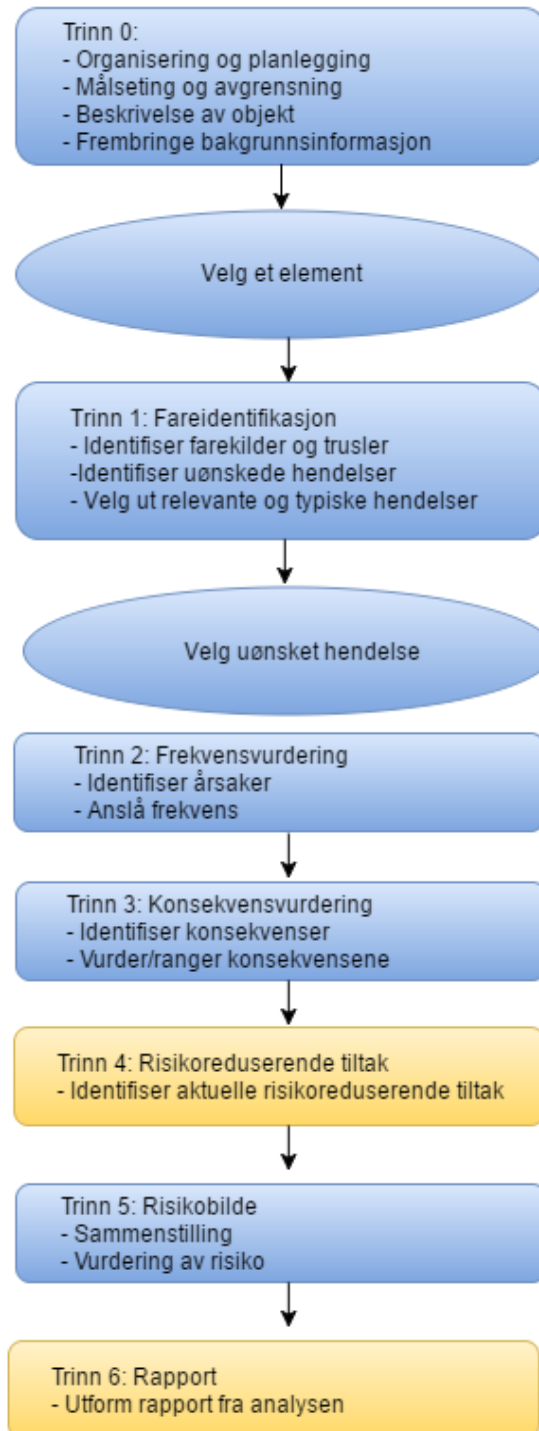 Trinn 0:
- Organisering og planlegging
- Målseting og avgrensning
- Beskrivelse av objekt
- Frembringe bakgrunnsinformasjon
Velg et element
Trinn 1: Fareidentifikasjon
- Identifiser farekilder og trusler
-Identifiser uønskede hendelser
- Velg ut relevante og typiske hendelser
Velg uønsket hendelse
Trinn 2: Frekvensvurdering
- Identifiser årsaker
- Anslå frekvens
Trinn 3: Konsekvensvurdering
- Identifiser konsekvenser
- Vurder/ranger konsekvensene
Trinn 4: Risikoreduserende tiltak
- Identifiser aktuelle risikoreduserende tiltak
Trinn 5: Risikobilde
- Sammenstilling
- Vurdering av risiko
Trinn 6: Rapport
- Utform rapport fra analysen